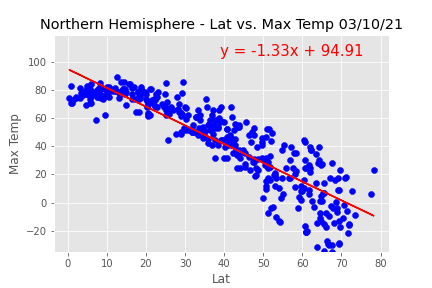 Northern Hemisphere - Lat vs. Max Temp 03/10/21
y = -1.33x + 94.91
Max Temp
100
80
60
40
20
0
−20
0 10 20 30 40 50 60 70 80
Lat